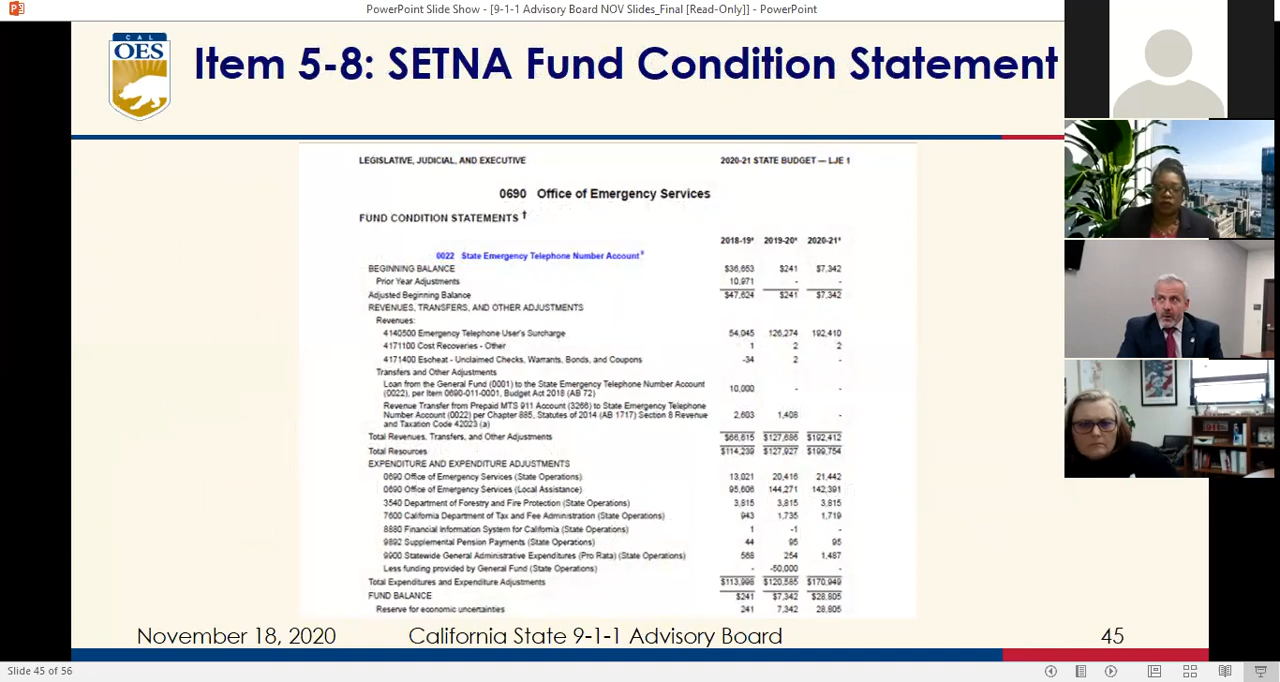 PowerPoint Slide Show - [9-1-1 Advisory Board NOV Slides_Final [Read-Only]] - PowerPoint
CAL
OES
Item 5-8: SETNA Fund Condition Statement
LEGISLATIVE, JUDICIAL, AND EXECUTIVE 2020-21 STATE BUDGET — LJE 1
0690 Office of Emergency Services
FUND CONDITION STATEMENTS †
2018-19* 2019-20* 2020-21*
0022 State Emergency Telephone Number Account
BEGINNING BALANCE $36,653 $241 $7,342
Prior Year Adjustments 10,971 - -
Adjusted Beginning Balance $47,624 $241 $7,342
REVENUES, TRANSFERS, AND OTHER ADJUSTMENTS
Revenues:
4140500 Emergency Telephone User's Surcharge 54,045 126,274 192,410
4171100 Cost Recoveries - Other 1 2 2
4171400 Escheat - Unclaimed Checks, Warrants, Bonds, and Coupons -34 2 -
Transfers and Other Adjustments
Loan from the General Fund (0001) to the State Emergency Telephone Number Account
(0022), per Item 0690-011-0001, Budget Act 2018 (AB 72) 10,000 - -
Revenue Transfer from Prepaid MTS 911 Account (3266) to State Emergency Telephone
Number Account (0022) per Chapter 885, Statutes of 2014 (AB 1717) Section 8 Revenue 2,603 1,408 -
and Taxation Code 42023 (a)
Total Revenues, Transfers, and Other Adjustments $66,615 $127,686 $192,412
Total Resources $114,239 $127,927 $199,754
EXPENDITURE AND EXPENDITURE ADJUSTMENTS
0690 Office of Emergency Services (State Operations) 13,021 20,416 21,442
0690 Office of Emergency Services (Local Assistance) 95,606 144,271 142,391
3540 Department of Forestry and Fire Protection (State Operations) 3,815 3,815 3,815
7600 California Department of Tax and Fee Administration (State Operations) 943 1,735 1,719
8880 Financial Information System for California (State Operations) 1 -1 -
9892 Supplemental Pension Payments (State Operations) 44 95 95
9900 Statewide General Administrative Expenditures (Pro Rata) (State Operations) 568 254 1,487
Less funding provided by General Fund (State Operations) - -50,000 -
Total Expenditures and Expenditure Adjustments $113,998 $120,585 $170,949
FUND BALANCE $241 $7,342 $28,805
Reserve for economic uncertainties 241 7,342 28,805
November 18, 2020 California State 9-1-1 Advisory Board 45
Slide 45 of 56